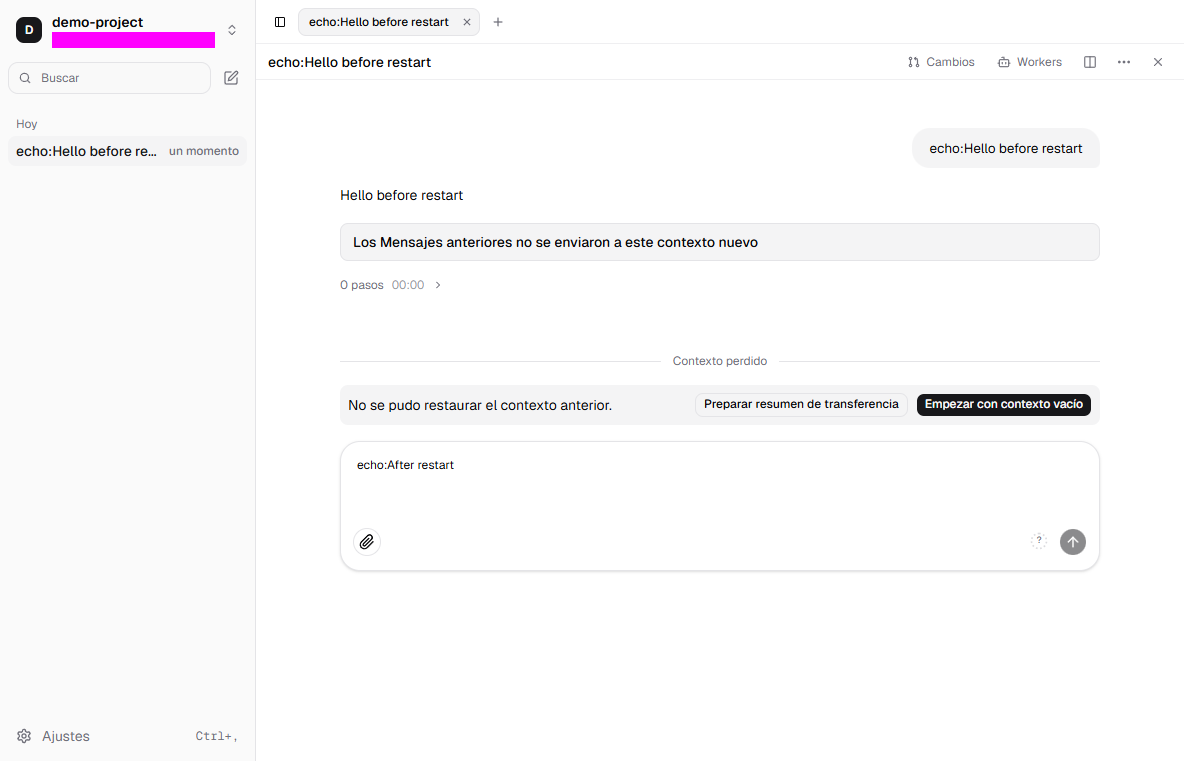 D
demo-project
Buscar
Hoy
echo:Hello before re... un momento
Ajustes Ctrl+,
echo:Hello before restart
echo:Hello before restart
Cambios
Workers
echo:Hello before restart
Hello before restart
Los Mensajes anteriores no se enviaron a este contexto nuevo
0 pasos 00:00
Contexto perdido
No se pudo restaurar el contexto anterior.
Preparar resumen de transferencia
Empezar con contexto vacío
echo:After restart
?